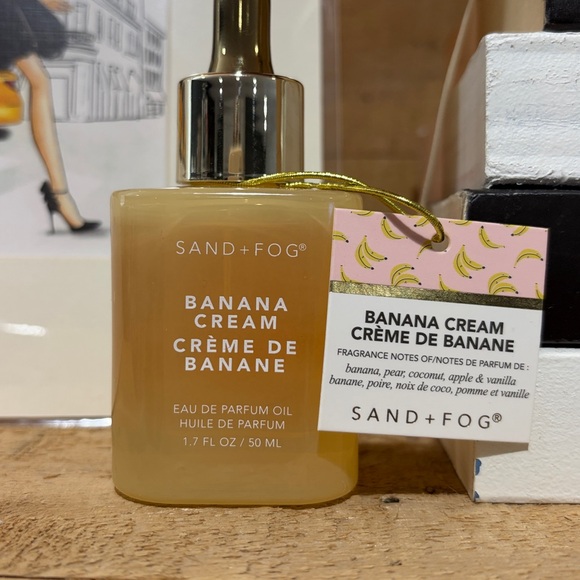 SAND+FOG®
BANANA
CREAM
CRÈME DE
BANANE
EAU DE PARFUM OIL
HUILE DE PARFUM
1.7 FL OZ / 50 ML
BANANA CREAM
CRÈME DE BANANE
FRAGRANCE NOTES OF/NOTES DE PARFUM DE :
banana, pear, coconut, apple & vanilla
banane, poire, noix de coco, pomme et vanille
SAND+FOG®